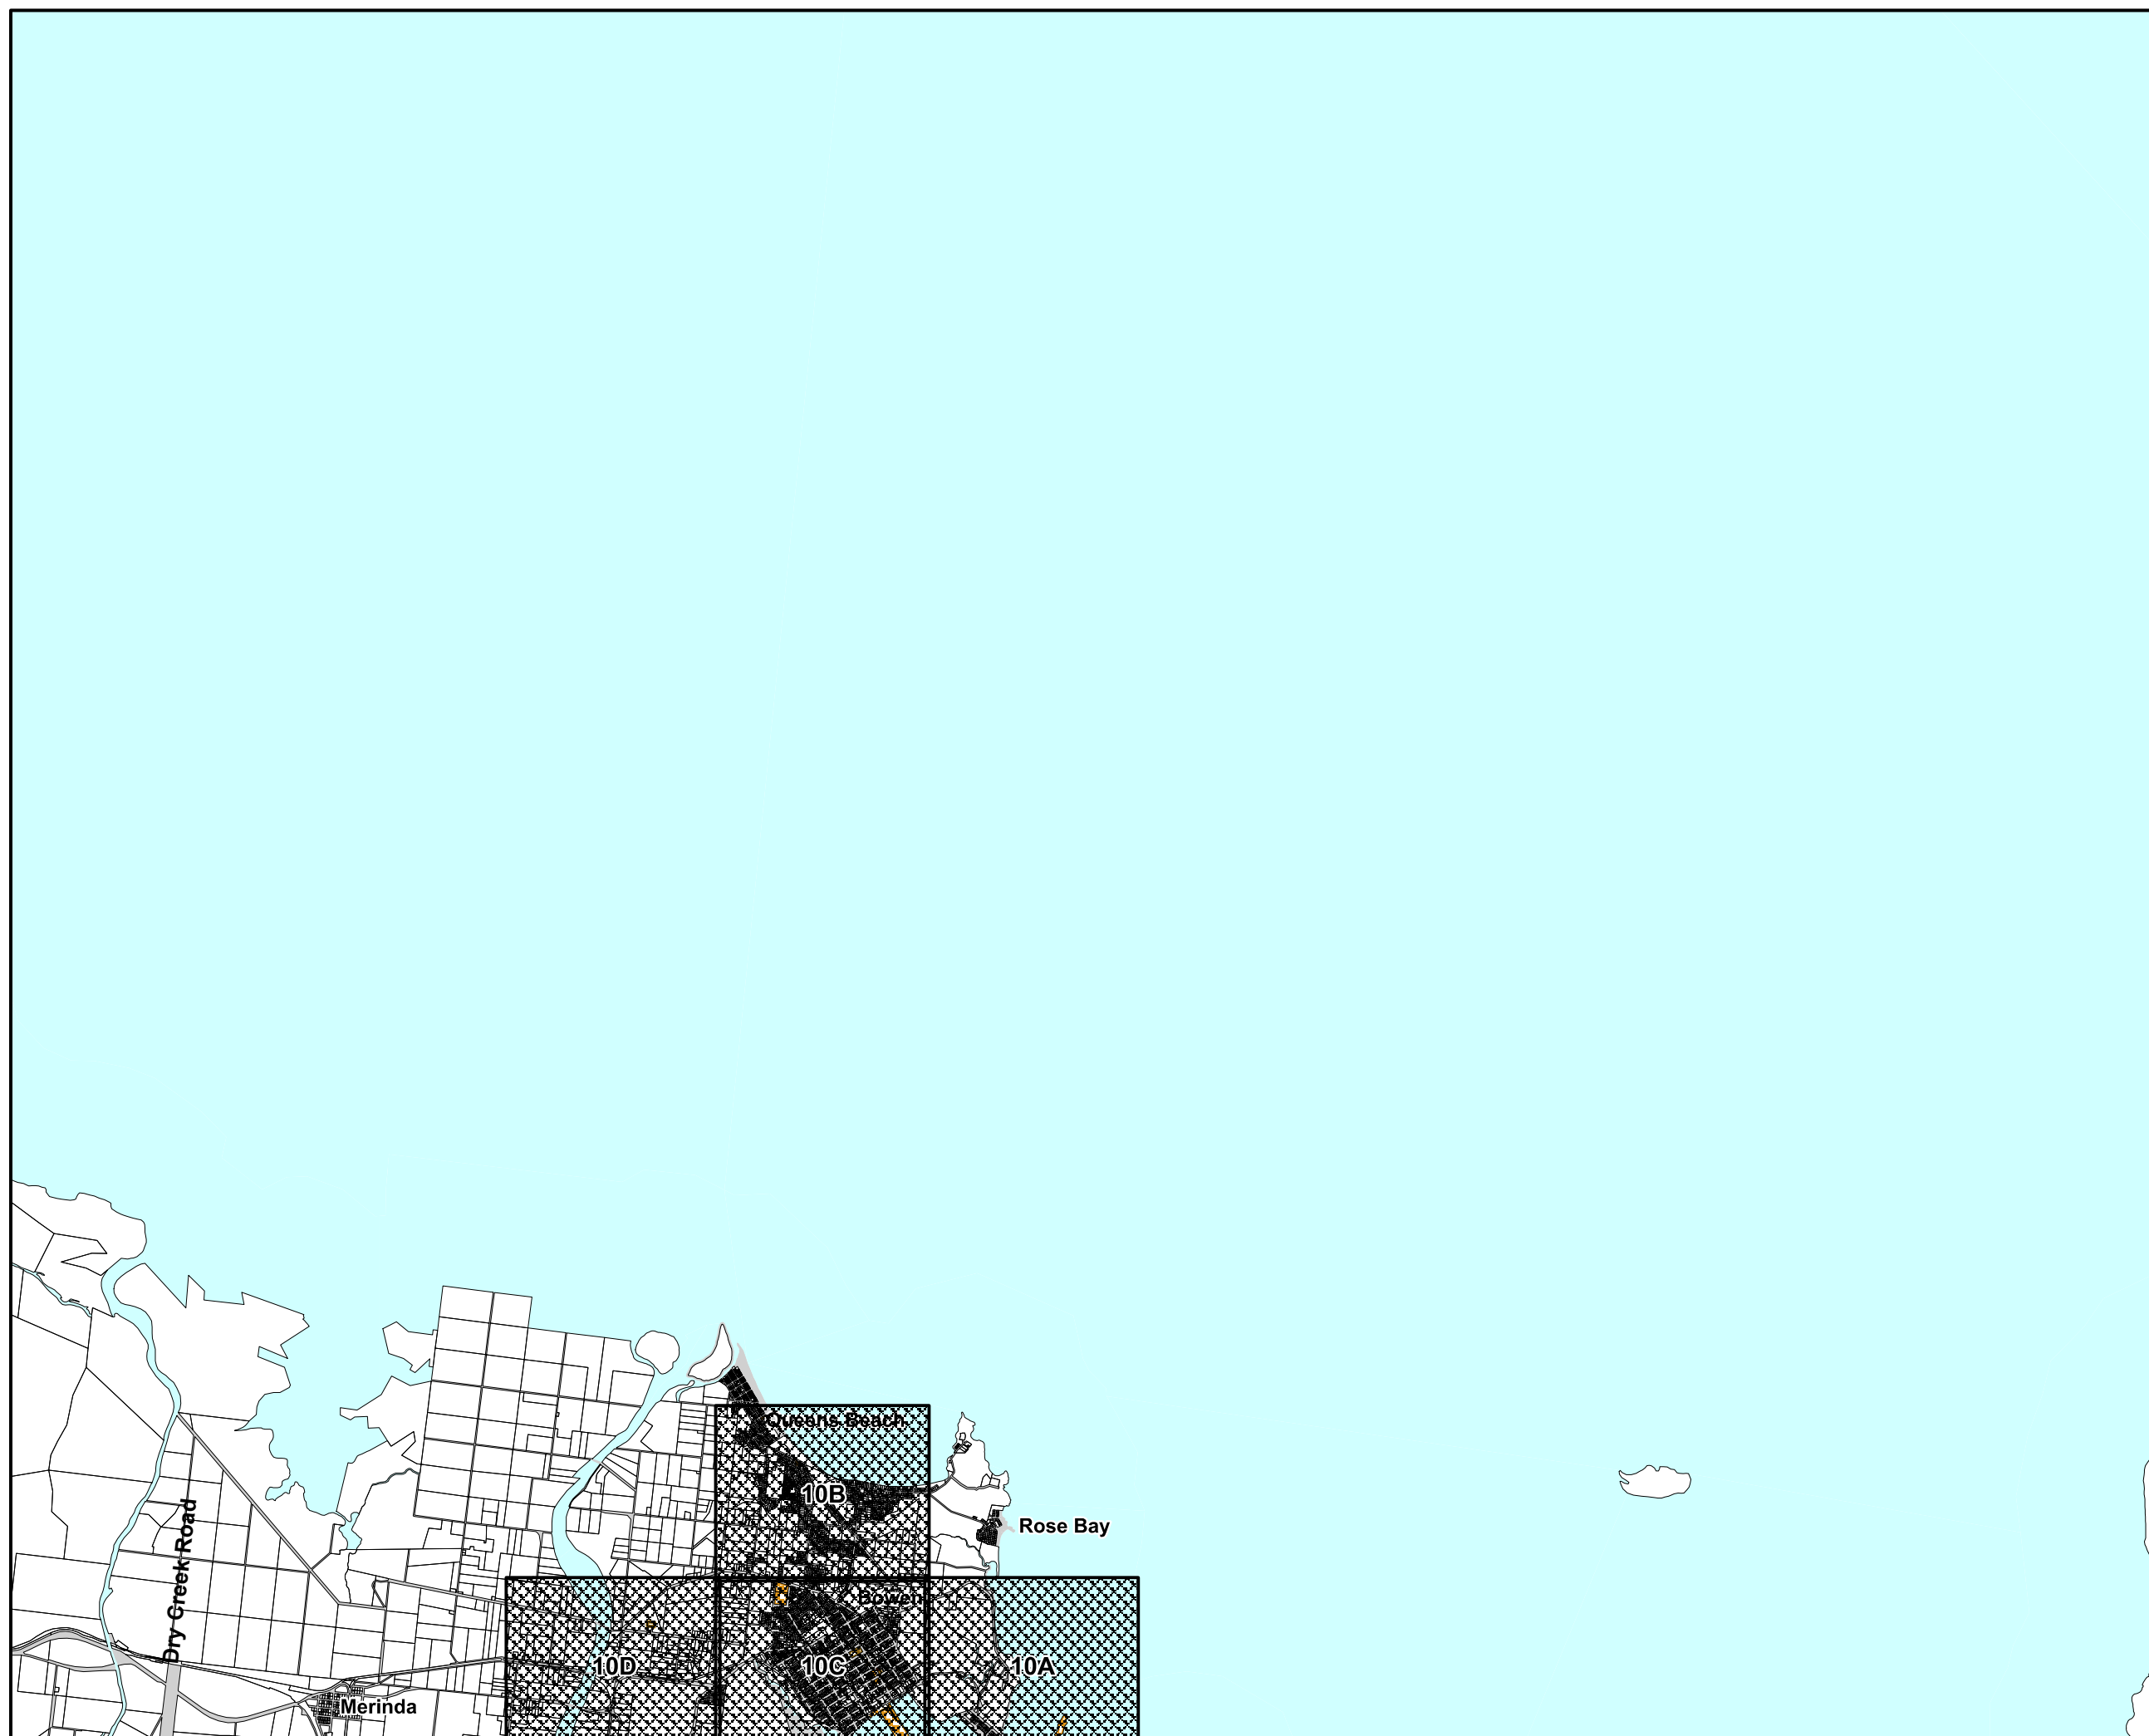 Queens Beach
10B
Rose Bay
Dry Creek Road
Bowen
10D
10C
10A
Merinda